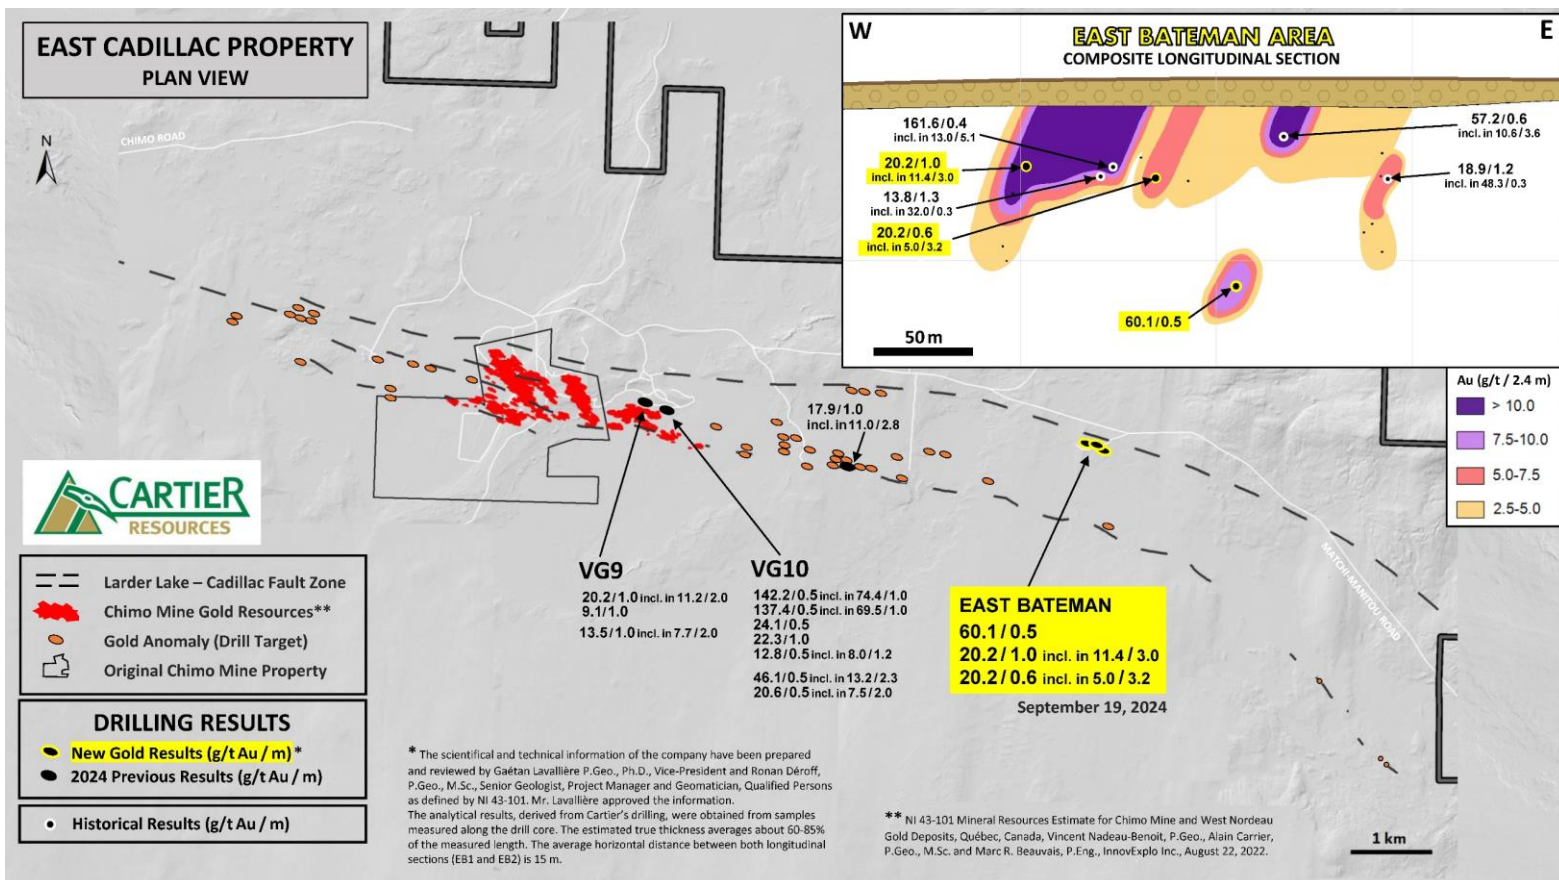 EAST CADILLAC PROPERTY
PLAN VIEW
N
CHIMO ROAD
W
EAST BATEMAN AREA
E
COMPOSITE LONGITUDINAL SECTION
161.6/0.4
incl. in 13.0/5.1
20.2/1.0
incl. in 11.4/3.0
13.8/1.3
incl. in 32.0/0.3
20.2/0.6
incl. in 5.0/3.2
57.2/0.6
incl. in 10.6/3.6
18.9/1.2
incl. in 48.3/0.3
60.1/0.5
50 m
Au (g/t / 2.4 m)
> 10.0
7.5-10.0
5.0-7.5
2.5-5.0
17.9/1.0
incl. in 11.0/2.8
CARTIER
RESOURCES
VG9
20.2/1.0 incl. in 11.2/2.0
9.1/1.0
13.5/1.0 incl. in 7.7/2.0
VG10
142.2/0.5 incl. in 74.4/1.0
137.4/0.5 incl. in 69.5/1.0
24.1/0.5
22.3/1.0
12.8/0.5 incl. in 8.0/1.2
46.1/0.5 incl. in 13.2/2.3
20.6/0.5 incl. in 7.5/2.0
EAST BATEMAN
60.1/0.5
20.2/1.0 incl. in 11.4/3.0
20.2/0.6 incl. in 5.0/3.2
September 19, 2024
MATCHI-MANITOU ROAD
Larder Lake – Cadillac Fault Zone
Chimo Mine Gold Resources**
Gold Anomaly (Drill Target)
Original Chimo Mine Property
DRILLING RESULTS
New Gold Results (g/t Au / m)*
2024 Previous Results (g/t Au / m)
Historical Results (g/t Au / m)
* The scientifical and technical information of the company have been prepared
and reviewed by Gaétan Lavallière P.Geo., Ph.D., Vice-President and Ronan Déroff,
P.Geo., M.Sc., Senior Geologist, Project Manager and Geomatician, Qualified Persons
as defined by NI 43-101. Mr. Lavallière approved the information.
The analytical results, derived from Cartier's drilling, were obtained from samples
measured along the drill core. The estimated true thickness averages about 60-85%
of the measured length. The average horizontal distance between both longitudinal
sections (EB1 and EB2) is 15 m.
** NI 43-101 Mineral Resources Estimate for Chimo Mine and West Nordeau
Gold Deposits, Québec, Canada, Vincent Nadeau-Benoit, P.Geo., Alain Carrier,
P.Geo., M.Sc. and Marc R. Beauvais, P.Eng., InnovExplo Inc., August 22, 2022.
1 km